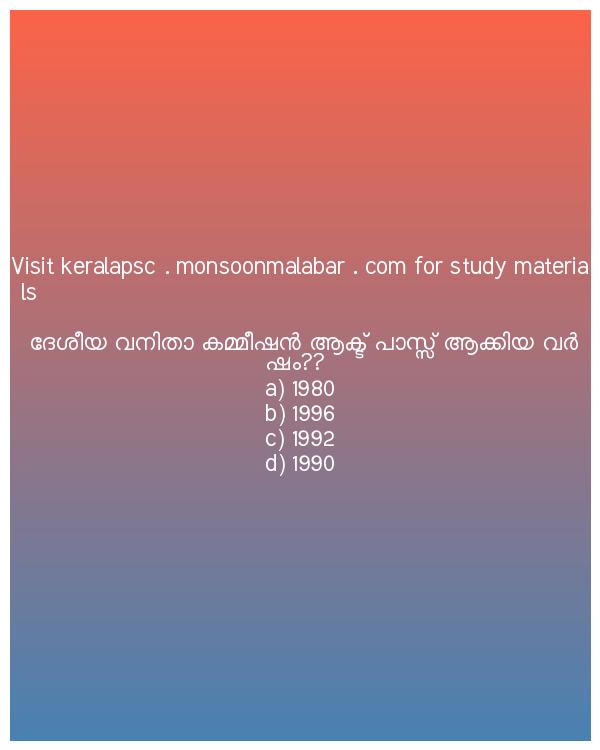 Visit keralapsc . monsoonmalabar . com for study materia
ls
ദേശീയ വനിതാ കമ്മീഷൻ ആക്ട് പാസ്സ് ആക്കിയ വർ
ഷം??
a) 1980
b) 1996
c) 1992
d) 1990